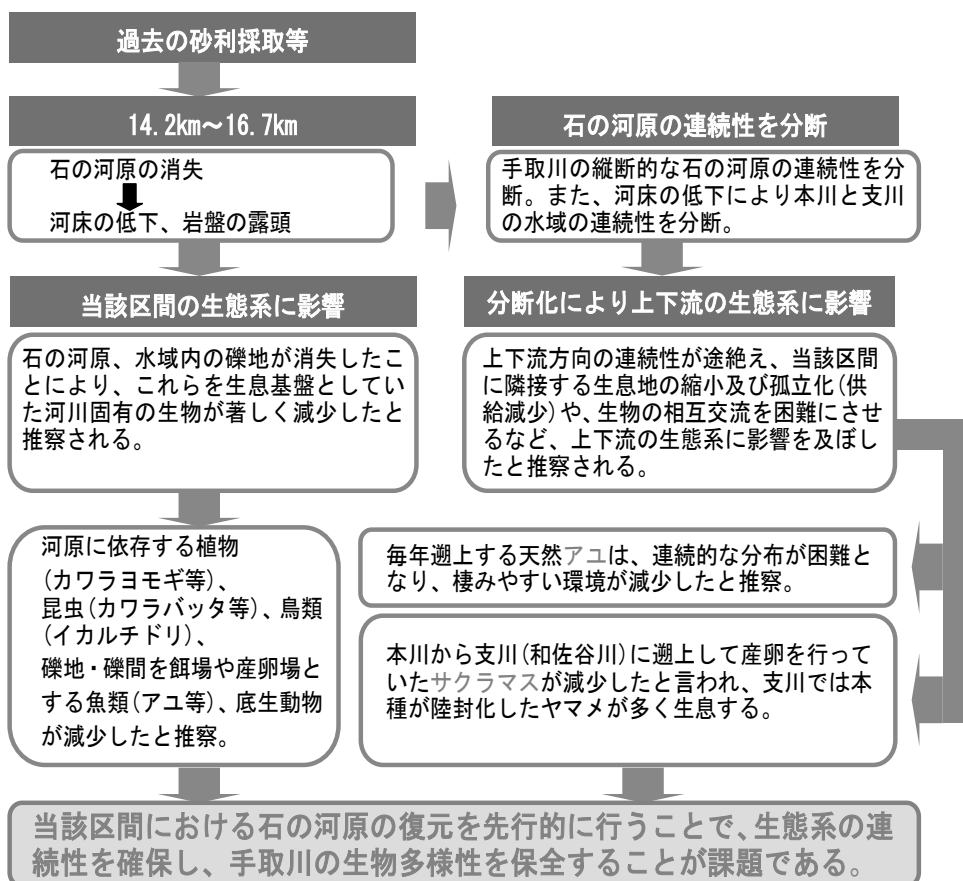 過去の砂利採取等
14.2km～16.7km
石の河原の消失
河床の低下、岩盤の露頭
石の河原の連続性を分断
手取川の縦断的な石の河原の連続性を分
断。また、河床の低下により本川と支川
の水域の連続性を分断。
当該区間の生態系に影響
石の河原、水域内の礫地が消失したこ
とにより、これらを生息基盤としてい
た河川固有の生物が著しく減少したと
推察される。
分断化により上下流の生態系に影響
上下流方向の連続性が途絶え、当該区間
に隣接する生息地の縮小及び孤立化(供
給減少)や、生物の相互交流を困難にさせ
るなど、上下流の生態系に影響を及ぼし
たと推察される。
河原に依存する植物
(カワラヨモギ等)、
昆虫(カワラバッタ等)、鳥類
(イカルチドリ)、
礫地・礫間を餌場や産卵場と
する魚類(アユ等)、底生動物
が減少したと推察。
毎年遡上する天然アユは、連続的な分布が困難と
なり、棲みやすい環境が減少したと推察。
本川から支川(和佐谷川)に遡上して産卵を行って
いたサクラマスが減少したと言われ、支川では本
種が陸封化したヤマメが多く生息する。
当該区間における石の河原の復元を先行的に行うことで、生態系の連
続性を確保し、手取川の生物多様性を保全することが課題である。